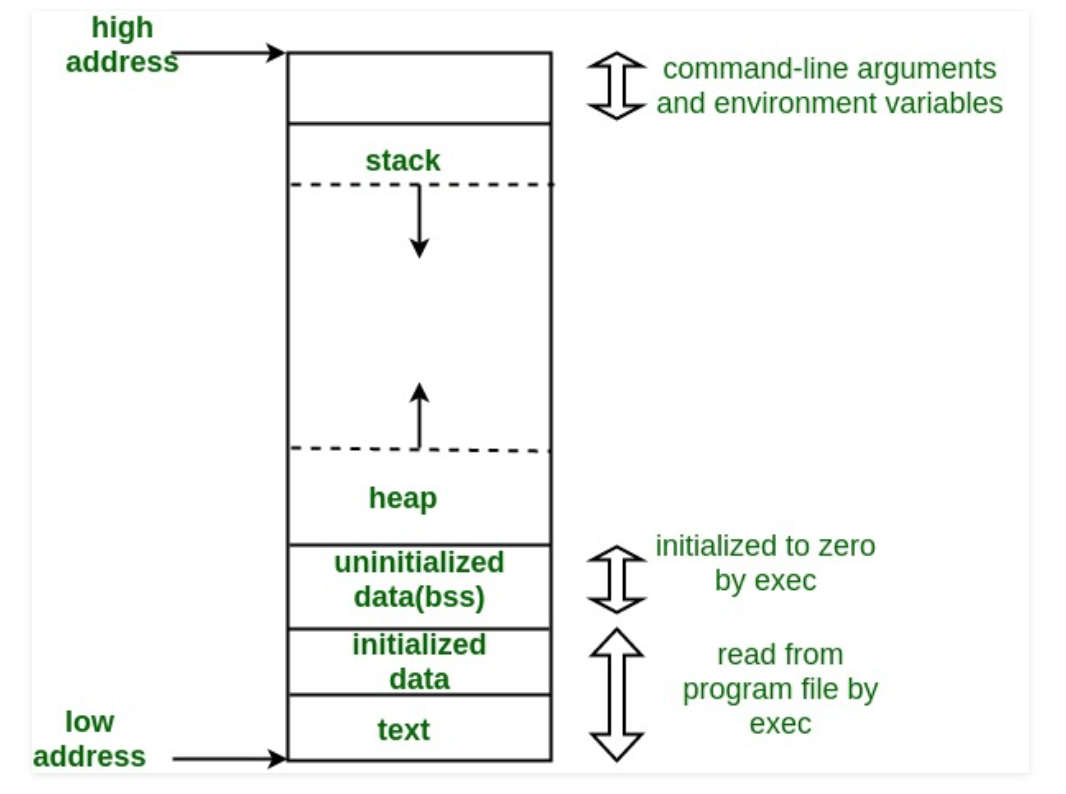 high
address
command-line arguments
and environment variables
stack
heap
uninitialized
data(bss)
initialized to zero
by exec
initialized
data
read from
program file by
exec
text
low
address